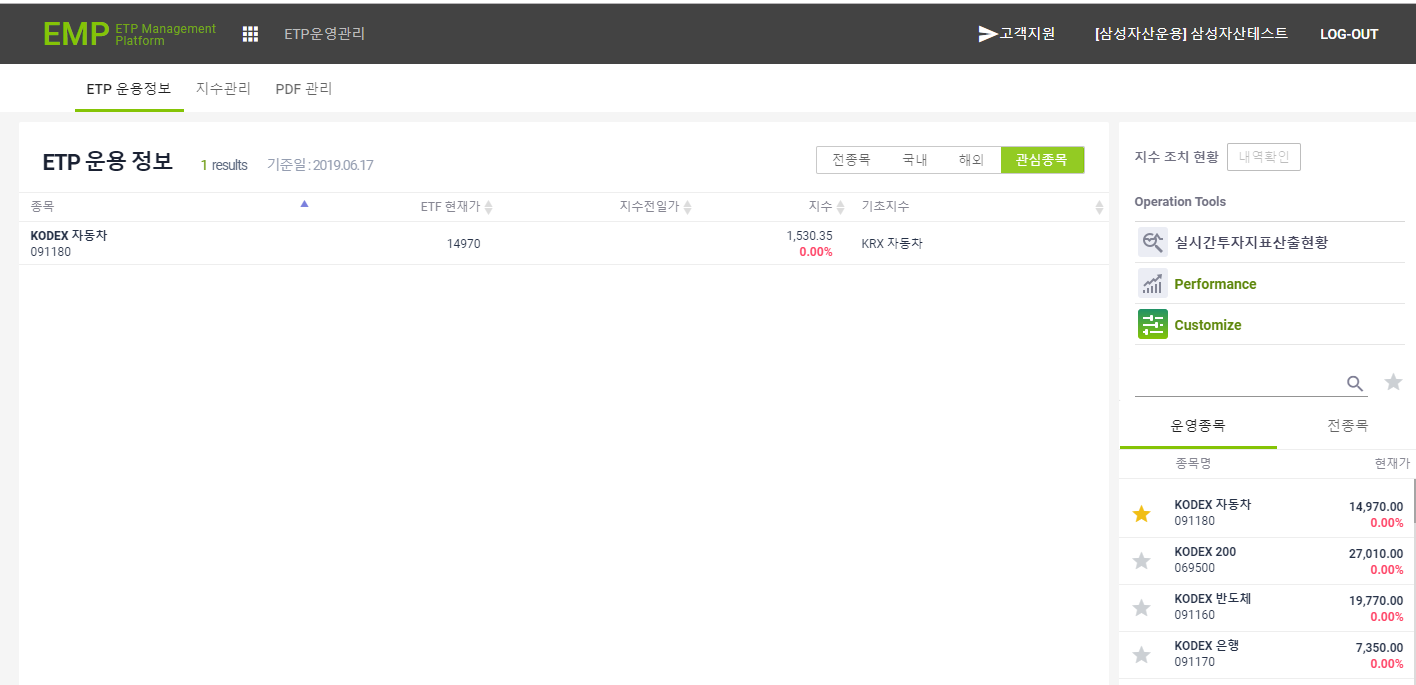 EMP ETP Management Platform
ETP운영관리
고객지원
[삼성자산운용] 삼성자산테스트
LOG-OUT
ETP 운용정보
지수관리
PDF 관리
ETP 운용 정보
1 results
기준일 : 2019.06.17
전종목
국내
해외
관심종목
종목
ETF 현재가
지수전일가
지수
기초지수
KODEX 자동차
091180
14970
1,530.35
0.00%
KRX 자동차
지수 조치 현황
내역확인
Operation Tools
실시간투자지표산출현황
Performance
Customize
운영종목
전종목
종목명
현재가
KODEX 자동차
091180
14,970.00
0.00%
KODEX 200
069500
27,010.00
0.00%
KODEX 반도체
091160
19,770.00
0.00%
KODEX 은행
091170
7,350.00
0.00%